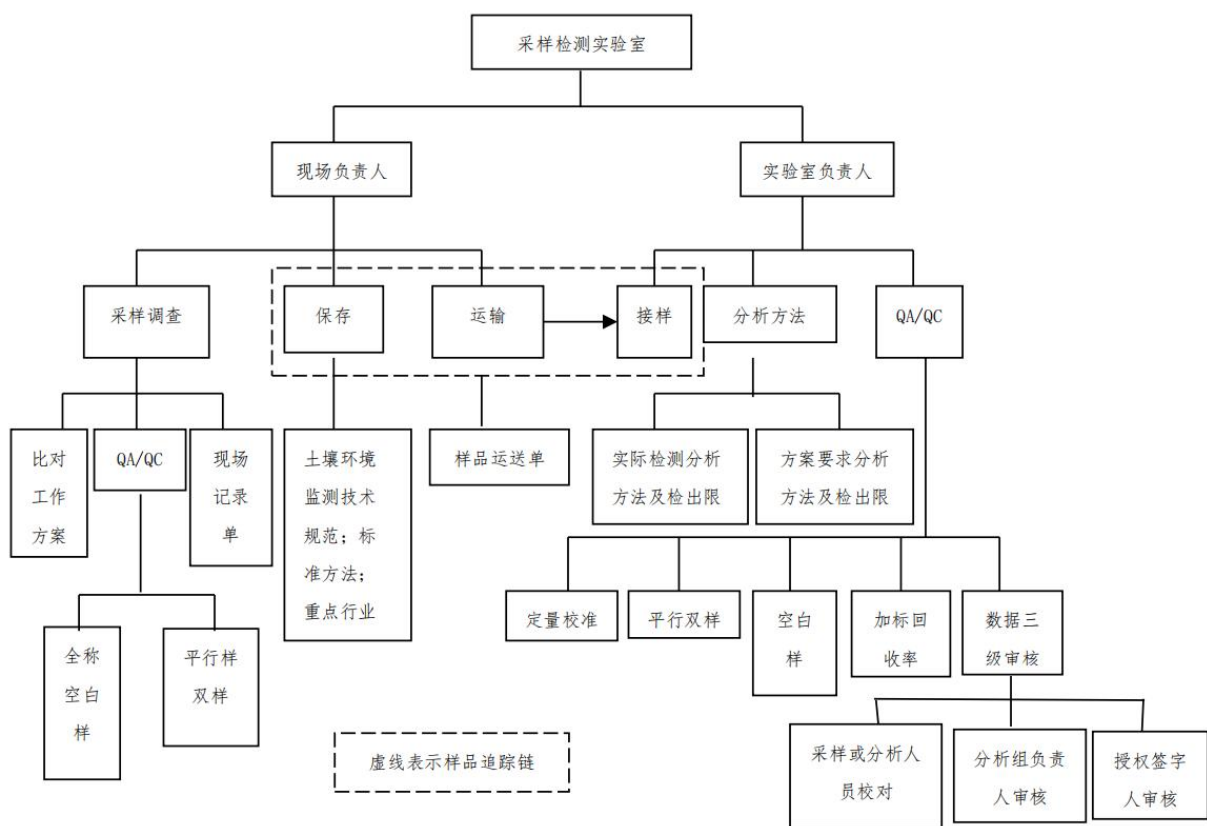 采样检测实验室
现场负责人
实验室负责人
采样调查
保存
运输
接样
分析方法
QA/QC
比对
工作
方案
QA/QC
现场
记录
单
土壤环境
监测技术
规范；标
准方法；
重点行业
样品运送单
实际检测分析
方法及检出限
方案要求分析
方法及检出限
定量校准
平行双样
空白
样
加标回
收率
数据三
级审核
全称
空白
样
平行样
双样
虚线表示样品追踪链
采样或分析人
员校对
分析组负责
人审核
授权签字
人审核